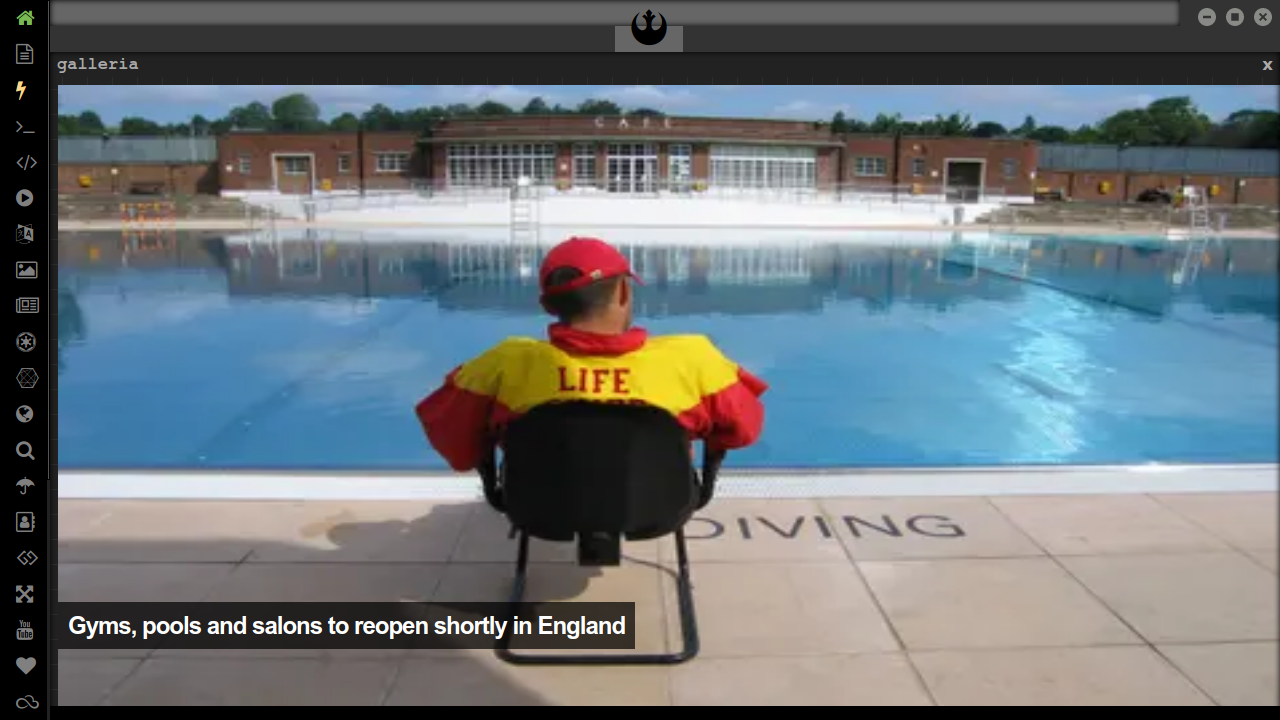 galleria
x
CAFE
LIFE
DIVING
Gyms, pools and salons to reopen shortly in England